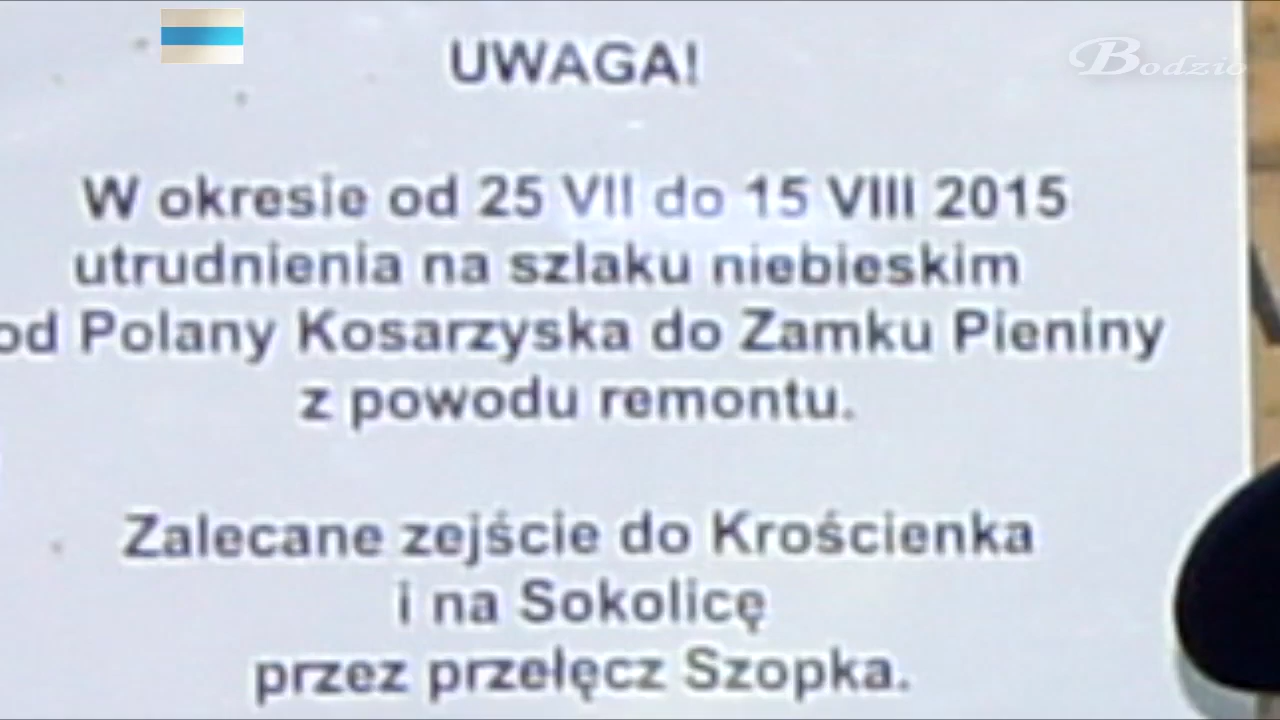 UWAGA!
Bodzio
W okresie od 25 VII do 15 VIII 2015
utrudnienia na szlaku niebieskim
od Polany Kosarzyska do Zamku Pieniny
z powodu remontu.
Zalecane zejście do Krościenka
i na Sokolicę
przez przełęcz Szopka.